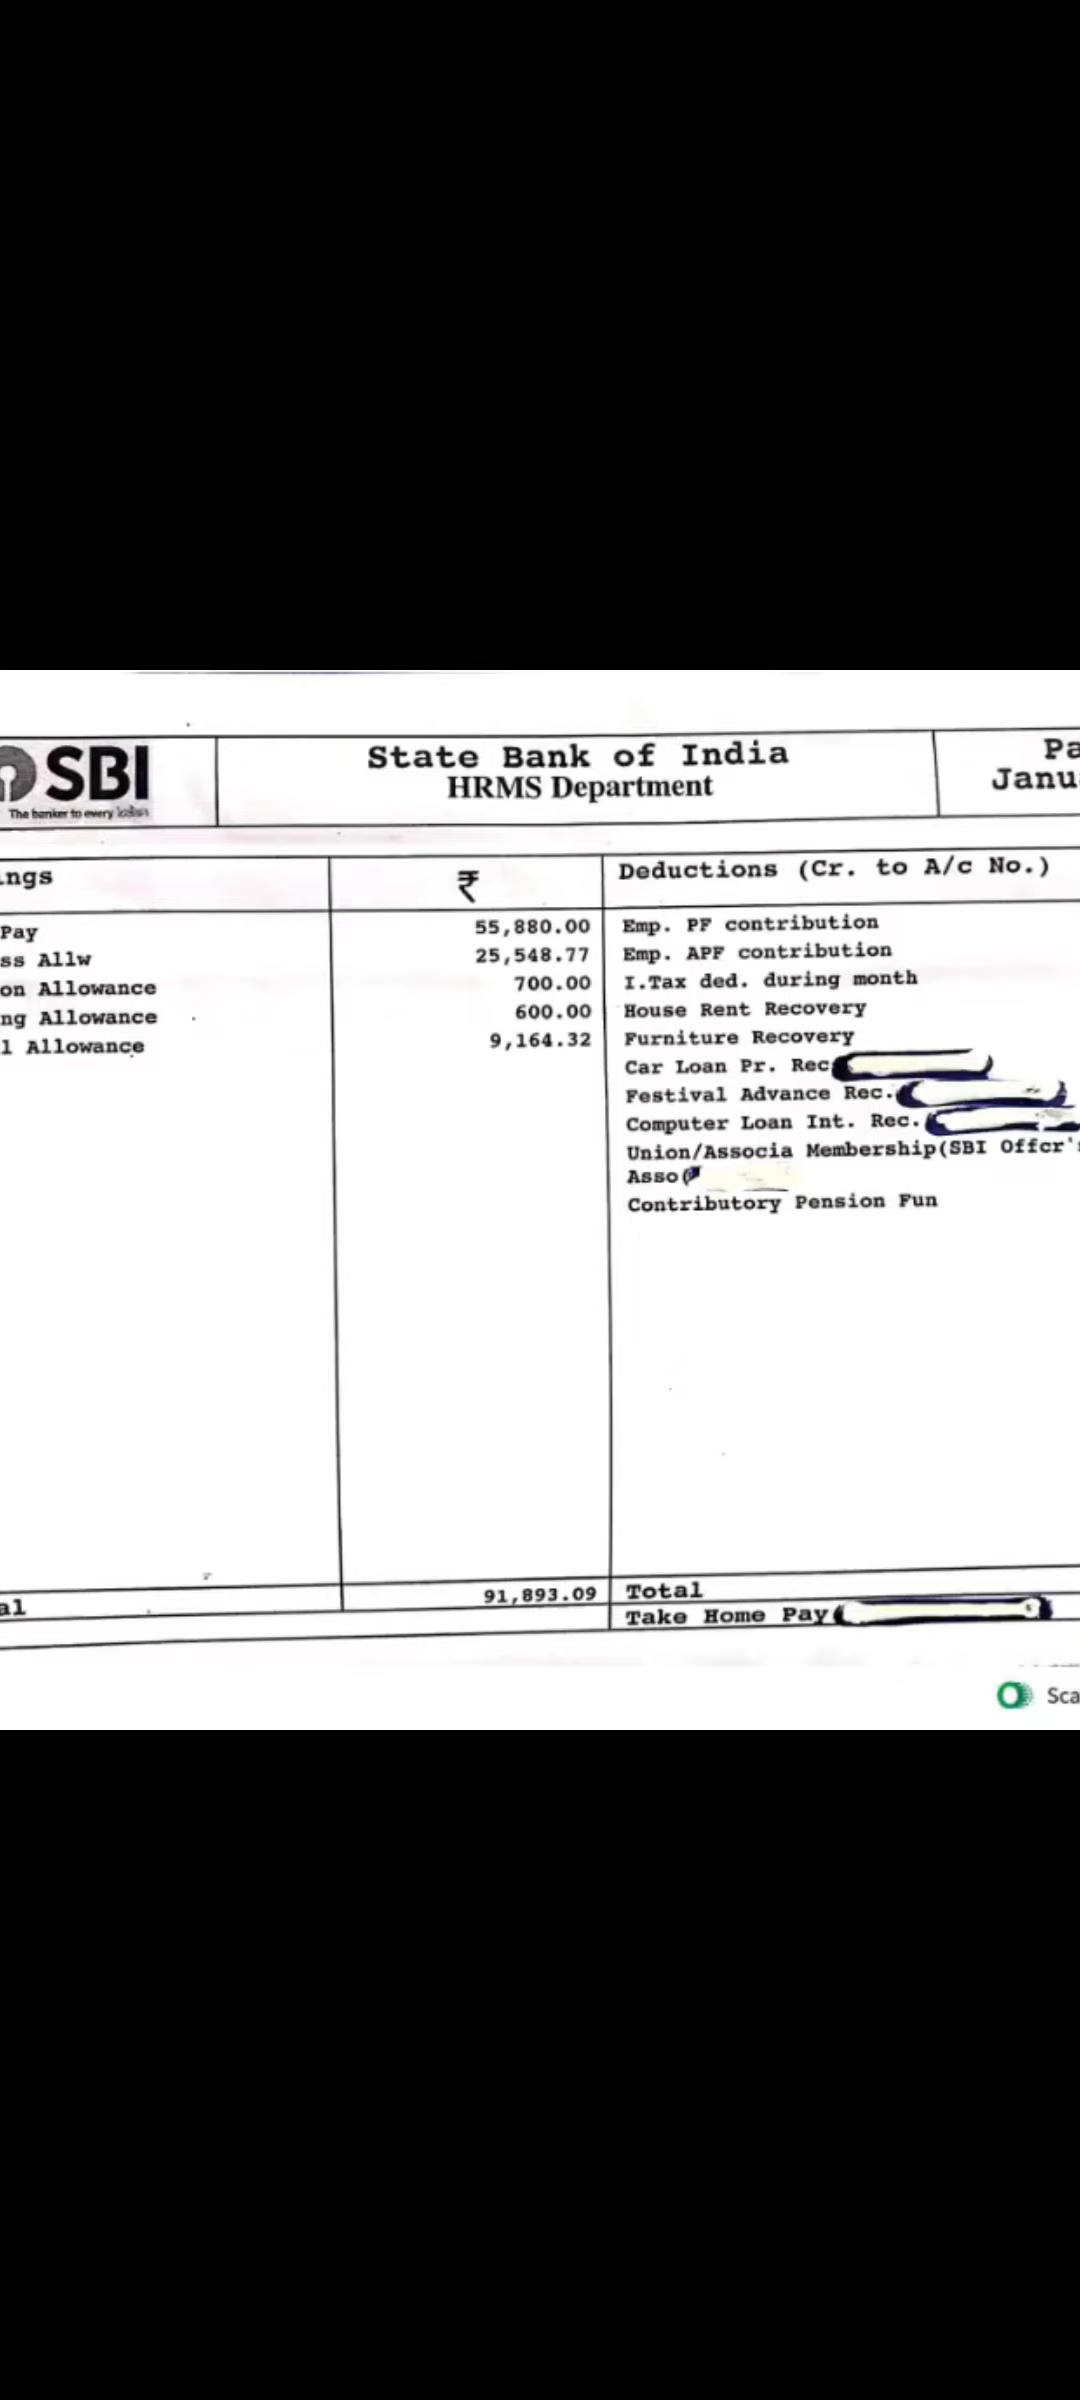 SBI
The banker to every Indian
State Bank of India
HRMS Department
Pa
Janua
ings
₹
Deductions (Cr. to A/c No.)
Pay 55,880.00 Emp. PF contribution
ss Allw 25,548.77 Emp. APF contribution
on Allowance 700.00 I.Tax ded. during month
ng Allowance 600.00 House Rent Recovery
l Allowance 9,164.32 Furniture Recovery
Car Loan Pr. Rec
Festival Advance Rec.
Computer Loan Int. Rec.
Union/Associa Membership(SBI Offcr's
Asso(
Contributory Pension Fun
al 91,893.09 Total
Take Home Pay
Sca